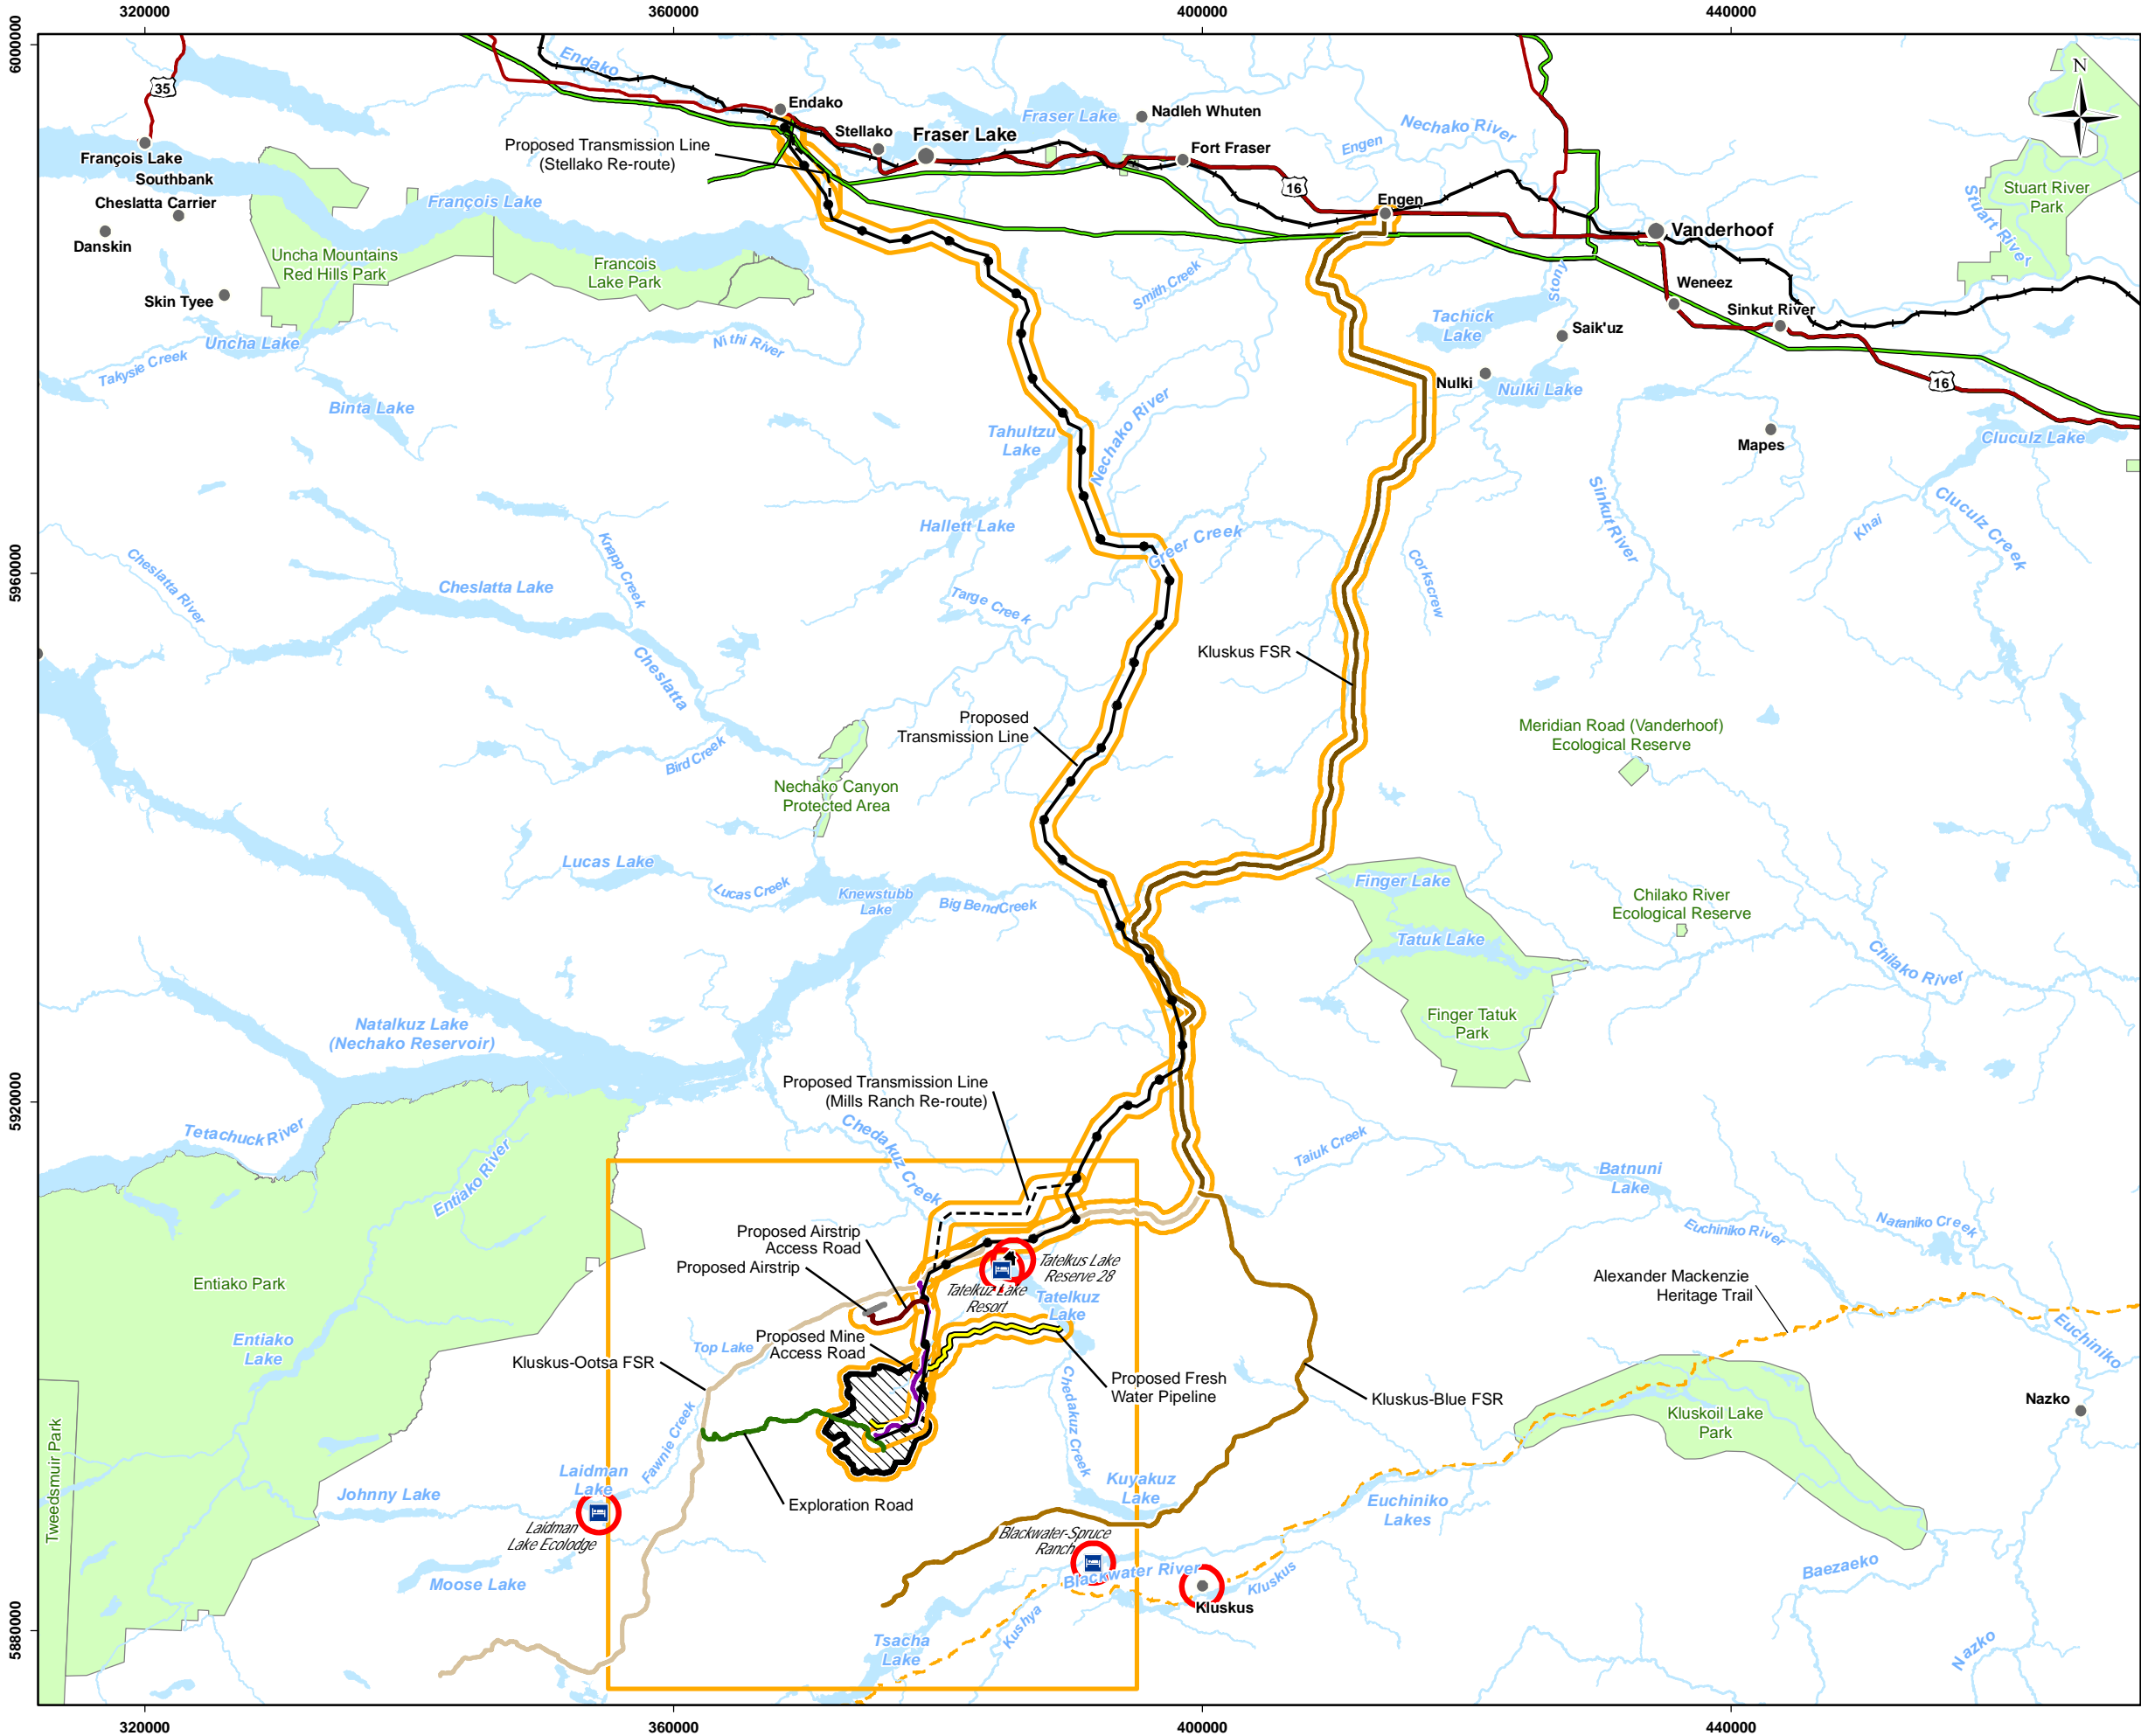 320000
360000
400000
440000
6000000
5960000
5920000
5880000
N
35
Endako
Endako
Proposed Transmission Line
(Stellako Re-route)
Stellako
Fraser Lake
Fraser Lake
Nadleh Whuten
Fort Fraser
Engen
Nechako River
16
Engen
Vanderhoof
Stuart River
Park
Stuart River
François Lake
Southbank
Cheslatta Carrier
Danskin
Skin Tyee
François Lake
Uncha Mountains
Red Hills Park
Francois
Lake Park
Uncha Lake
Takysie Creek
Binta Lake
Nithi River
Smith Creek
Stony
Tachick
Lake
Saik'uz
Weneez
Sinkut River
16
Nulki
Nulki Lake
Mapes
Cluculz Lake
Tahultzu
Lake
Nechako River
Hallett Lake
Greer Creek
Targe Creek
Corkscrew
Sinkut River
Khai
Cluculz Creek
Cheslatta River
Knapp Creek
Cheslatta Lake
Cheslatta
Kluskus FSR
Proposed
Transmission Line
Bird Creek
Nechako Canyon
Protected Area
Meridian Road (Vanderhoof)
Ecological Reserve
Lucas Lake
Lucas Creek
Knewstubb
Lake
Big Bend Creek
Finger Lake
Tatuk Lake
Finger Tatuk
Park
Chilako River
Ecological Reserve
Chilako River
Natalkuz Lake
(Nechako Reservoir)
Proposed Transmission Line
(Mills Ranch Re-route)
Tetachuck River
Entiako River
Chedakuz Creek
Taiuk Creek
Batnuni
Lake
Euchiniko River
Nataniko Creek
Entiako Park
Proposed Airstrip
Access Road
Proposed Airstrip
Tatelkus Lake
Reserve 28
Tatelkuz Lake
Resort
Tatelkuz
Lake
Alexander Mackenzie
Heritage Trail
Euchiniko
Entiako
Lake
Top Lake
Proposed Mine
Access Road
Kluskus-Ootsa FSR
Proposed Fresh
Water Pipeline
Chedakuz Creek
Kluskus-Blue FSR
Kluskoil Lake
Park
Nazko
Tweedsmuir Park
Fawnie Creek
Laidman
Lake
Johnny Lake
Exploration Road
Kuyakuz
Lake
Euchiniko
Lakes
Laidman
Lake Ecolodge
Blackwater-Spruce
Ranch
Moose Lake
Blackwater River
Kluskus
Kluskus
Baezaeko
Kushya
Tsacha
Lake
Nazko
320000
360000
400000
440000